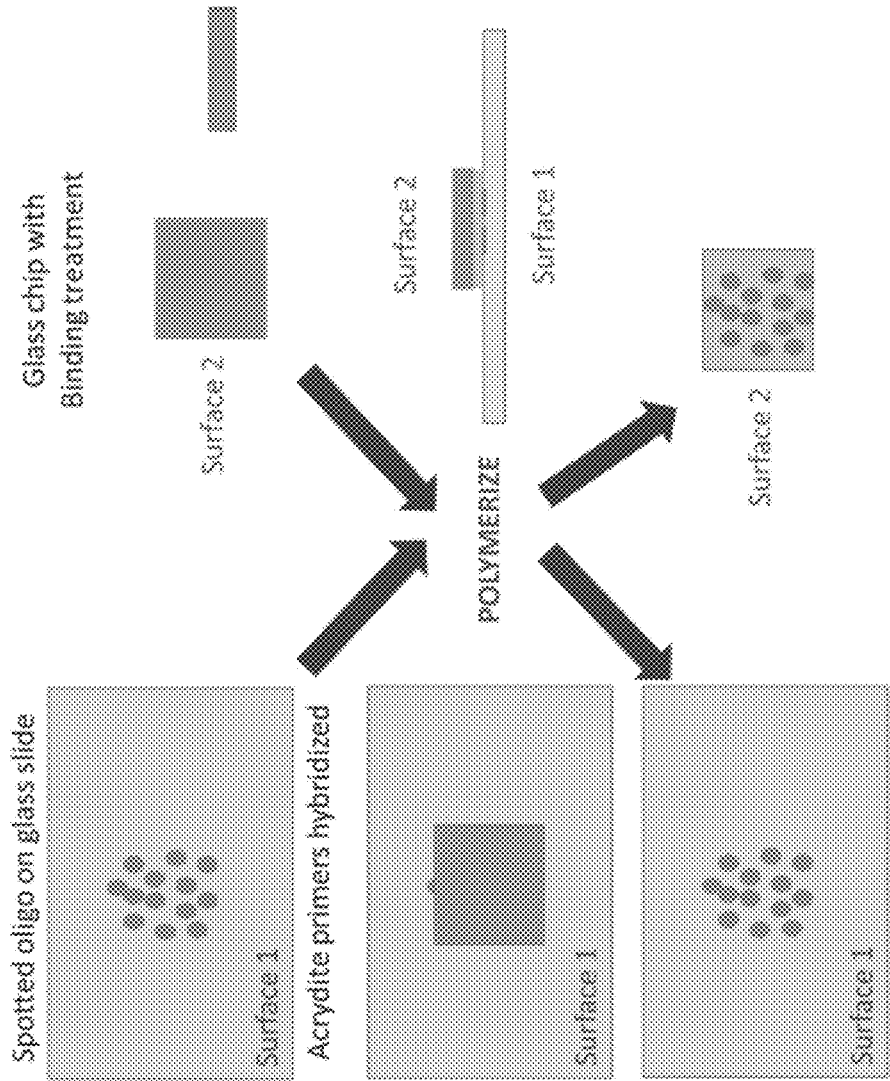 Spotted oligo on glass slide
Surface 1
Acrydite primers hybridized
Glass chip with
Binding treatment
Surface 2
POLYMERIZE
Surface 1
Surface 2
Surface 1
Surface 1
Surface 2